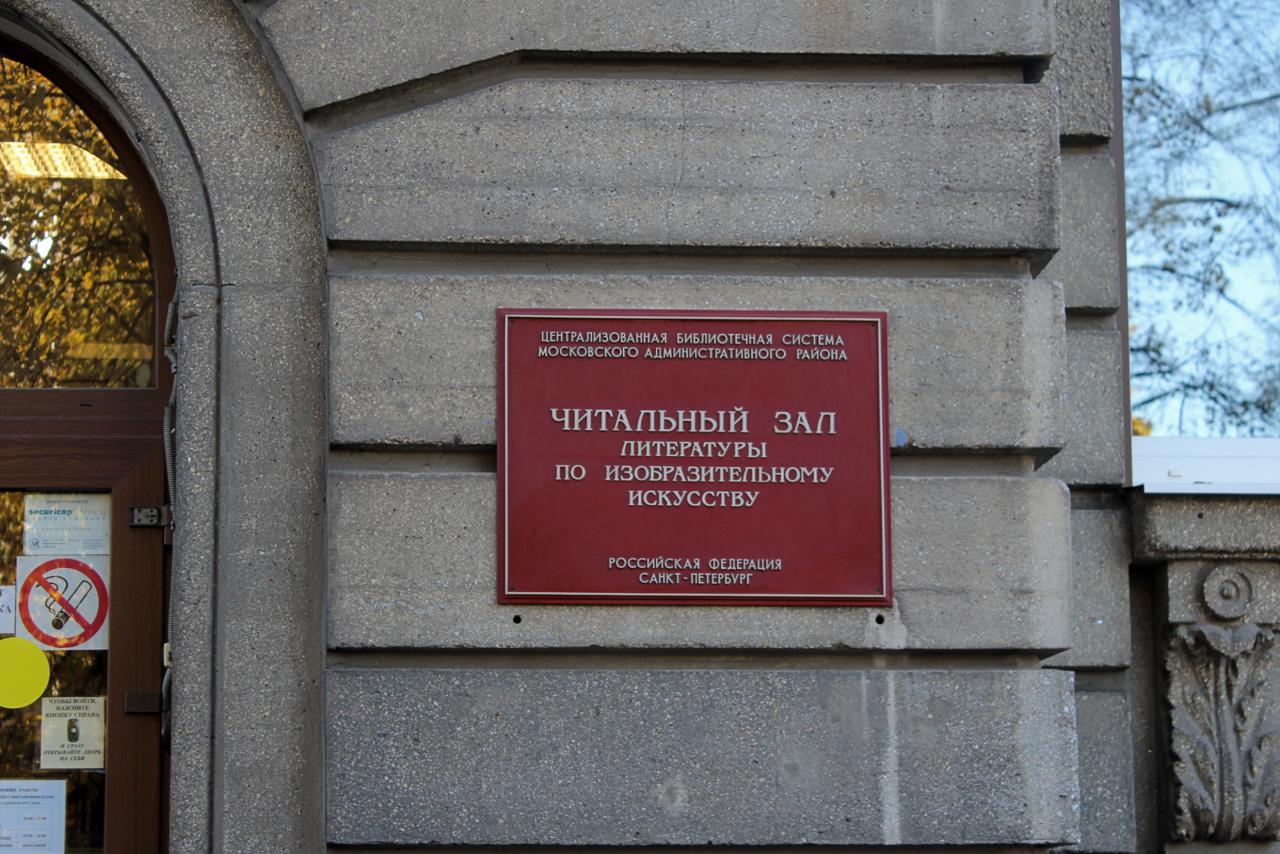 ЦЕНТРАЛИЗОВАННАЯ БИБЛИОТЕЧНАЯ СИСТЕМА
МОСКОВСКОГО АДМИНИСТРАТИВНОГО РАЙОНА
ЧИТАЛЬНЫЙ ЗАЛ
ЛИТЕРАТУРЫ
ПО ИЗОБРАЗИТЕЛЬНОМУ
ИСКУССТВУ
РОССИЙСКАЯ ФЕДЕРАЦИЯ
САНКТ-ПЕТЕРБУРГ
securicop
ЧТОБЫ ВОЙТИ,
НАЖМИТЕ
КНОПКУ СПРАВА
И СРАЗУ
ОТКРЫВАЙТЕ ДВЕРЬ
НА СЕБЯ
РАБОТЫ